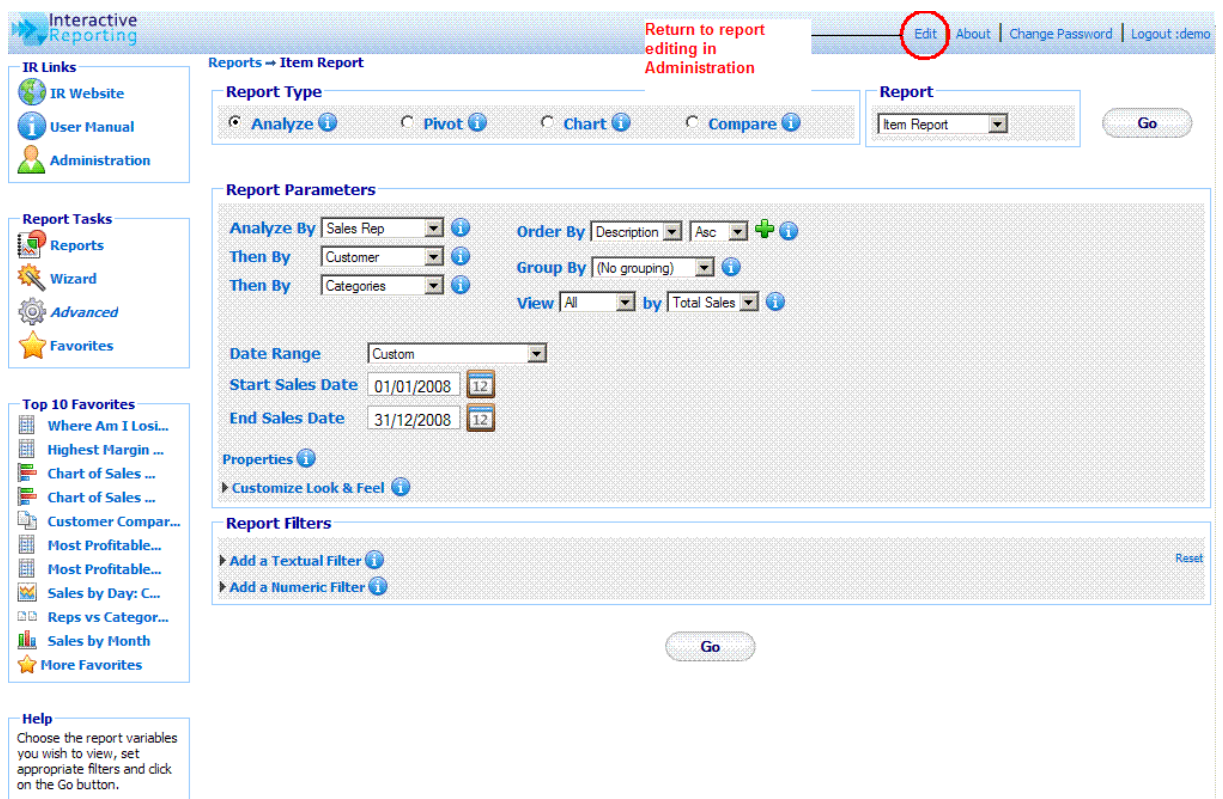 Interactive
Reporting
Return to report
editing in
Administration
Edit About Change Password Logout :demo
IR Links
IR Website
User Manual
Administration
Report Tasks
Reports
Wizard
Advanced
Favorites
Top 10 Favorites
Where Am I Losi...
Highest Margin ...
Chart of Sales ...
Chart of Sales ...
Customer Compar...
Most Profitable...
Most Profitable...
Sales by Day: C...
Reps vs Categor...
Sales by Month
More Favorites
Help
Choose the report variables
you wish to view, set
appropriate filters and click
on the Go button.
Reports → Item Report
Report Type
Analyze Pivot Chart Compare
Report
Item Report
Go
Report Parameters
Analyze By Sales Rep
Then By Customer
Then By Categories
Order By Description Asc
Group By (No grouping)
View All by Total Sales
Date Range Custom
Start Sales Date 01/01/2008 12
End Sales Date 31/12/2008 12
Properties
Customize Look & Feel
Report Filters
Add a Textual Filter
Reset
Add a Numeric Filter
Go